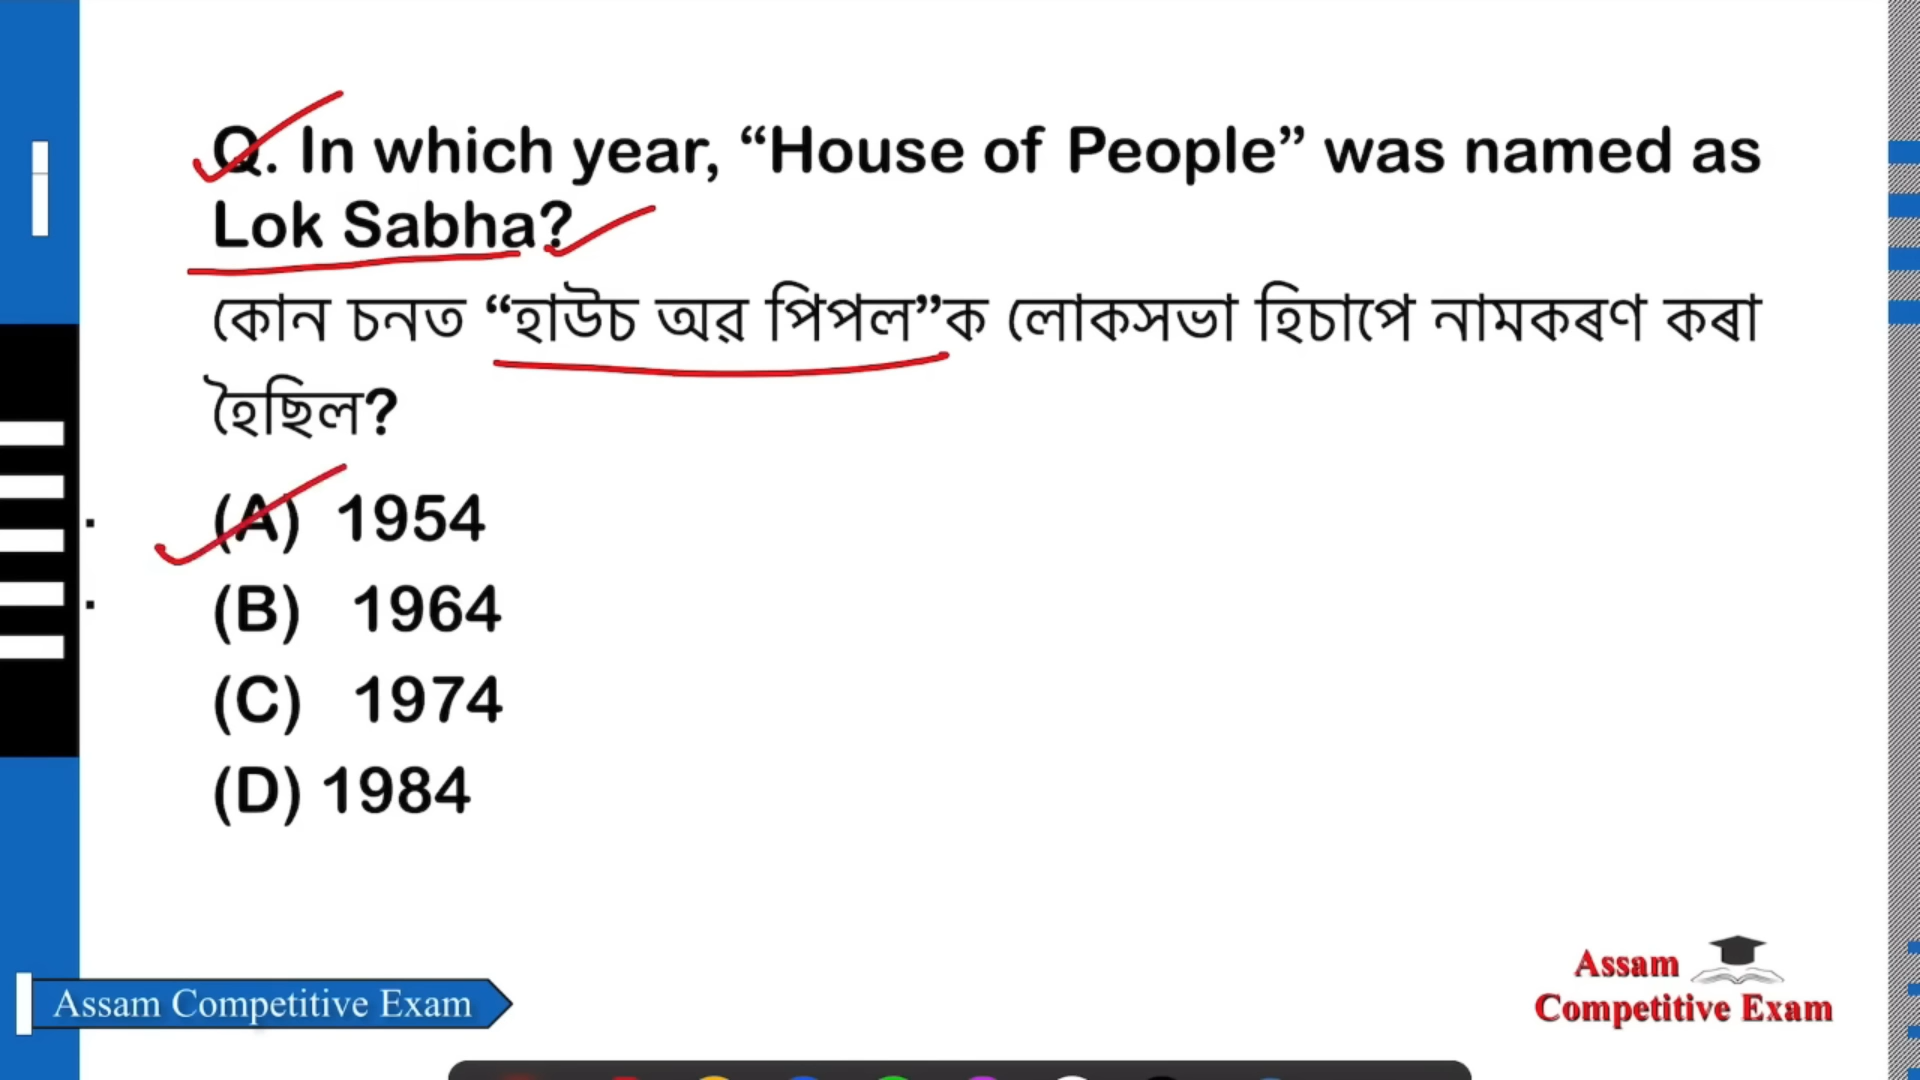 Q. In which year, “House of People” was named as
Lok Sabha?
কোন চনত “হাউচ অৱ পিপল”ক লোকসভা হিচাপে নামকৰণ কৰা
হৈছিল?
(A) 1954
(B) 1964
(C) 1974
(D) 1984
Assam Competitive Exam
Assam
Competitive Exam